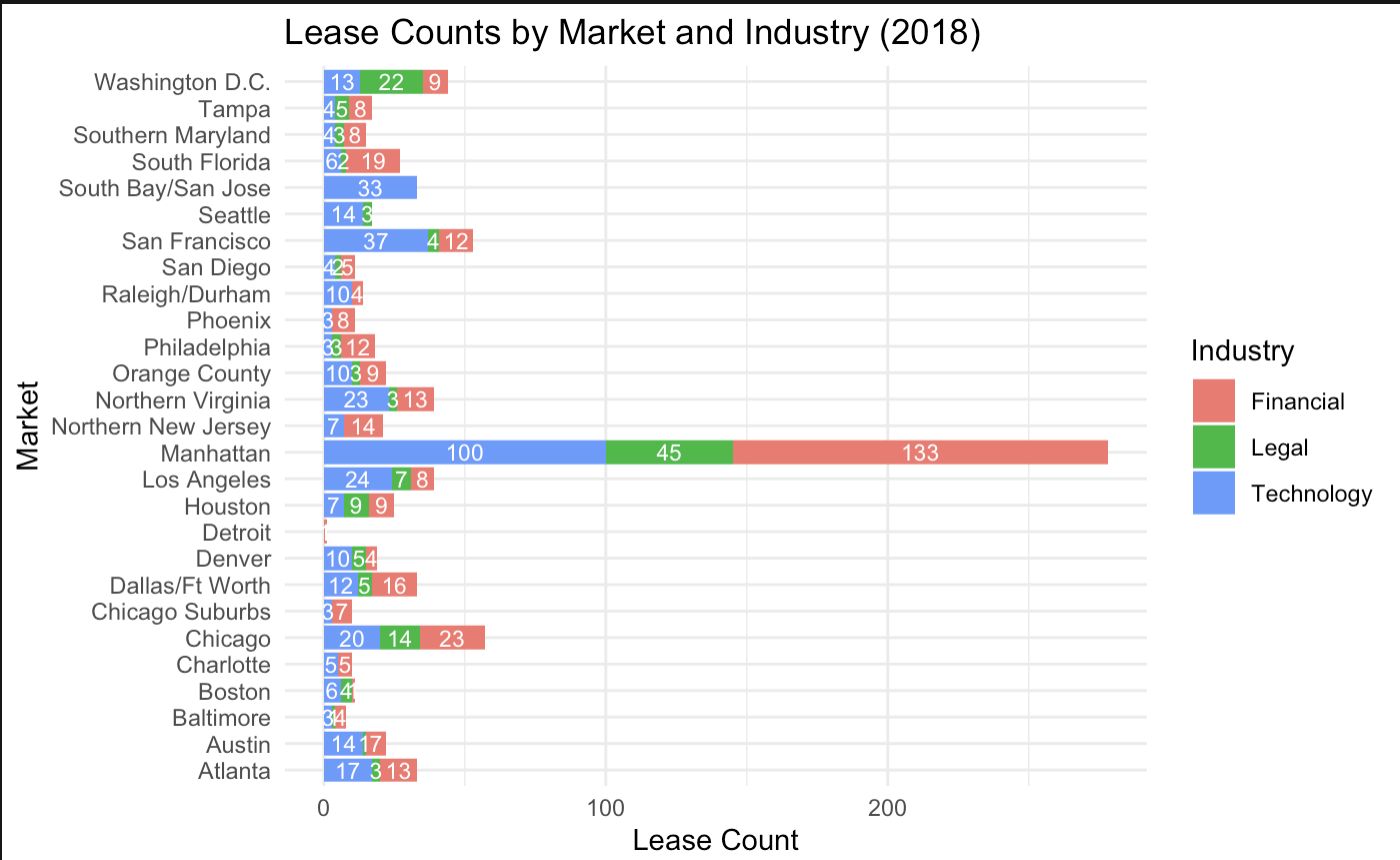 Lease Counts by Market and Industry (2018)
Market
Washington D.C. 13 22 9
Tampa 4 5 8
Southern Maryland 4 3 8
South Florida 6 2 19
South Bay/San Jose 33
Seattle 14 3
San Francisco 37 4 12
San Diego 4 2 5
Raleigh/Durham 10 4
Phoenix 3 8
Philadelphia 3 3 12
Orange County 10 3 9
Northern Virginia 23 3 13
Northern New Jersey 7 14
Manhattan 100 45 133
Los Angeles 24 7 8
Houston 7 9 9
Detroit
Denver 10 5 4
Dallas/Ft Worth 12 5 16
Chicago Suburbs 3 7
Chicago 20 14 23
Charlotte 5 5
Boston 6 4
Baltimore 3 4
Austin 14 1 7
Atlanta 17 3 13
0 100 200
Lease Count
Industry
Financial
Legal
Technology